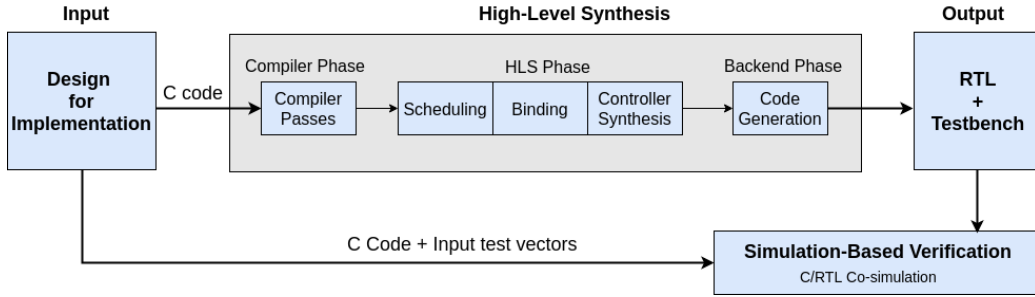 Input
High-Level Synthesis
Output
Design
for
Implementation
C code
Compiler Phase
Compiler
Passes
HLS Phase
Scheduling
Binding
Controller
Synthesis
Backend Phase
Code
Generation
RTL
+
Testbench
C Code + Input test vectors
Simulation-Based Verification
C/RTL Co-simulation